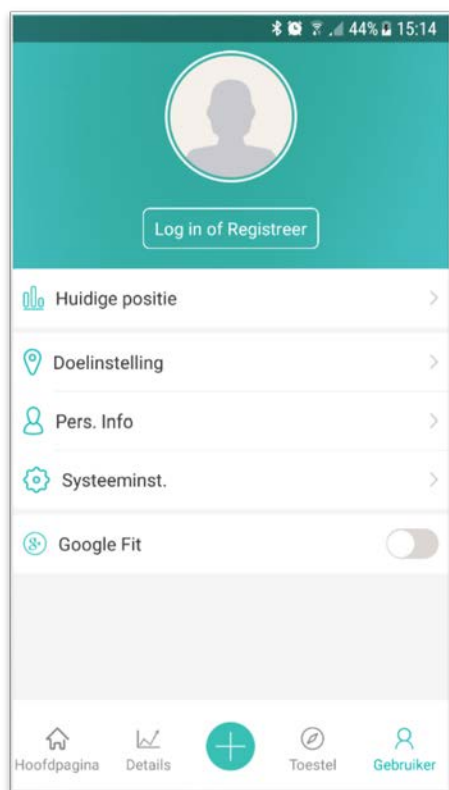 44% 15:14
Log in of Registreer
Huidige positie
Doelinstelling
Pers. Info
Systeeminst.
Google Fit
Hoofdpagina Details Toestel Gebruiker